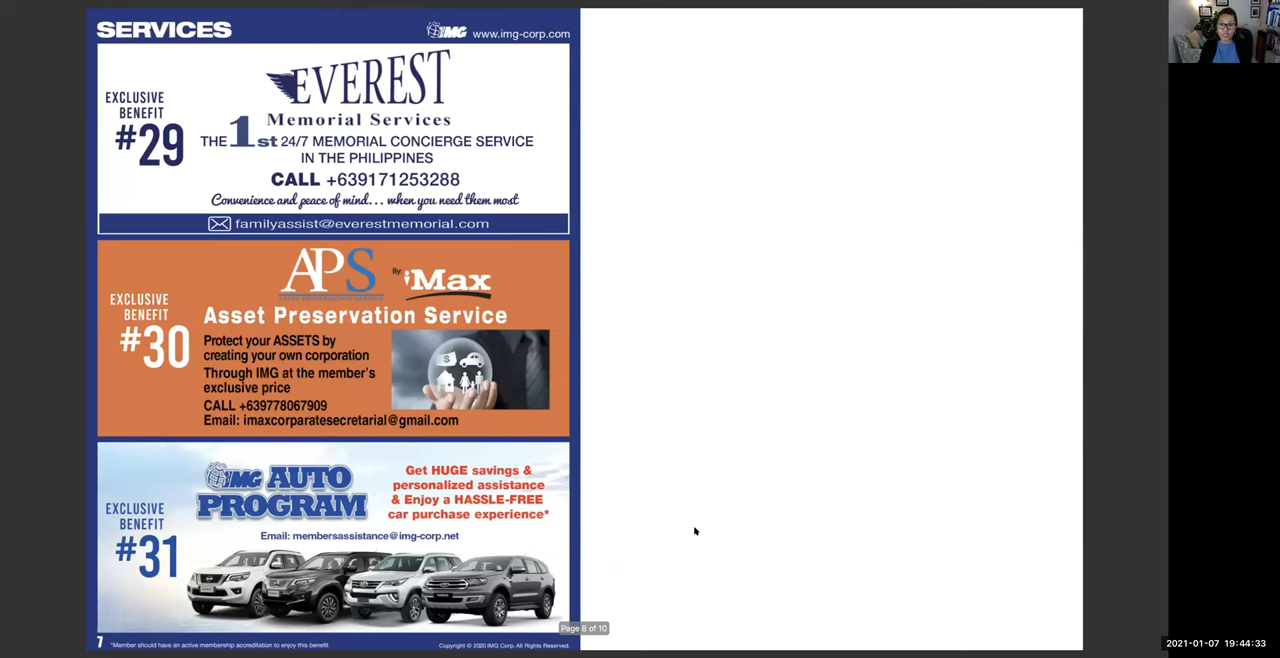 SERVICES
IMG www.img-corp.com
EXCLUSIVE
BENEFIT
#29
EVEREST
Memorial Services
THE 1st 24/7 MEMORIAL CONCIERGE SERVICE
IN THE PHILIPPINES
CALL +639171253288
Convenience and peace of mind... when you need them most
familyassist@everestmemorial.com
EXCLUSIVE
BENEFIT
#30
APS By: iMax
ASSET PRESERVATION SERVICE
Asset Preservation Service
Protect your ASSETS by
creating your own corporation
Through IMG at the member's
exclusive price
CALL +639778067909
Email: imaxcorparatesecretarial@gmail.com
EXCLUSIVE
BENEFIT
#31
IMG AUTO
PROGRAM
Get HUGE savings &
personalized assistance
& Enjoy a HASSLE-FREE
car purchase experience*
Email: membersassistance@img-corp.net
Page 8 of 10
7 *Member should have an active membership accreditation to enjoy this benefit
Copyright © 2020 IMG Corp. All Rights Reserved.
2021-01-07 19:44:33